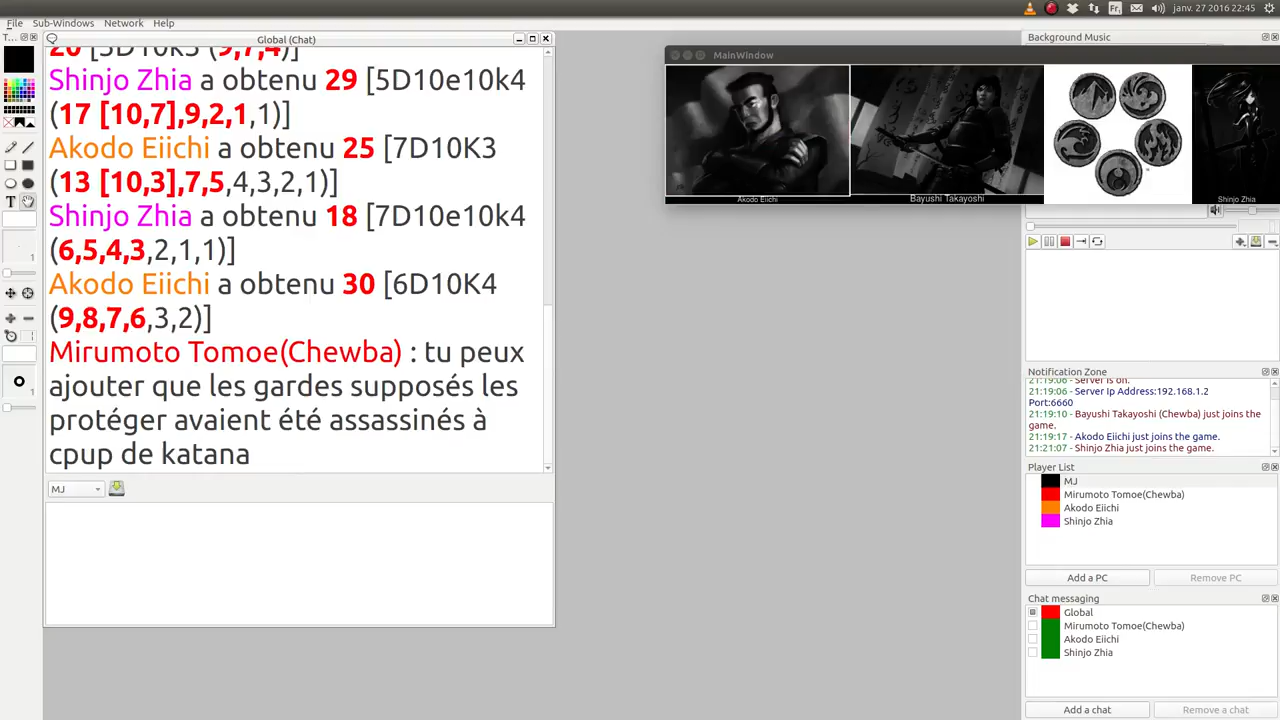 Fr
janv. 27 2016 22:45
File Sub-Windows Network Help
T...
Global (Chat)
20 [5D10K3 (9,7,4)]
Shinjo Zhia a obtenu 29 [5D10e10k4
(17 [10,7],9,2,1,1)]
Akodo Eiichi a obtenu 25 [7D10K3
(13 [10,3],7,5,4,3,2,1)]
Shinjo Zhia a obtenu 18 [7D10e10k4
(6,5,4,3,2,1,1)]
Akodo Eiichi a obtenu 30 [6D10K4
(9,8,7,6,3,2)]
Mirumoto Tomoe(Chewba) : tu peux
ajouter que les gardes supposés les
protéger avaient été assassinés à
cpup de katana
MJ
T
1
1
MainWindow
Akodo Eiichi
Bayushi Takayoshi
Shinjo Zhia
Background Music
Notification Zone
21:19:06 - Server is on.
21:19:06 - Server Ip Address:192.168.1.2
Port:6660
21:19:10 - Bayushi Takayoshi (Chewba) just joins the
game.
21:19:17 - Akodo Eiichi just joins the game.
21:21:07 - Shinjo Zhia just joins the game.
Player List
MJ
Mirumoto Tomoe(Chewba)
Akodo Eiichi
Shinjo Zhia
Add a PC
Remove PC
Chat messaging
Global
Mirumoto Tomoe(Chewba)
Akodo Eiichi
Shinjo Zhia
Add a chat
Remove a chat